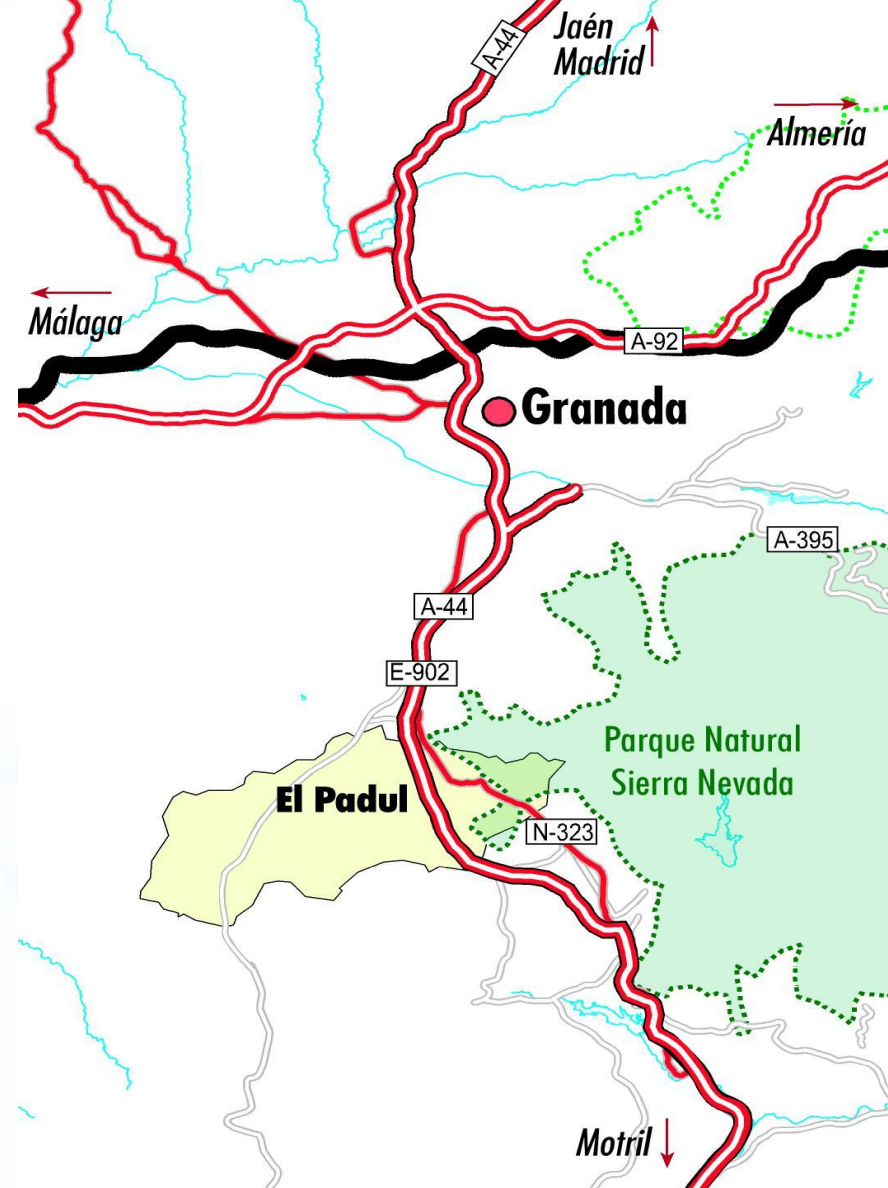 A-44
Jaén
Madrid
Almería
Málaga
A-92
Granada
A-395
A-44
E-902
Parque Natural
Sierra Nevada
El Padul
N-323
Motril